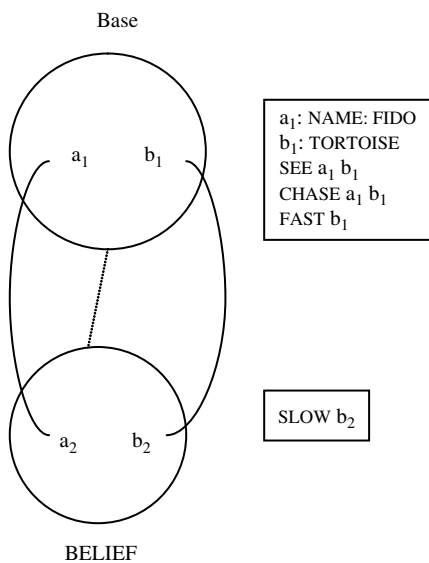 Base
a₁ b₁
a₁: NAME: FIDO
b₁: TORTOISE
SEE a₁ b₁
CHASE a₁ b₁
FAST b₁
a₂ b₂
SLOW b₂
BELIEF